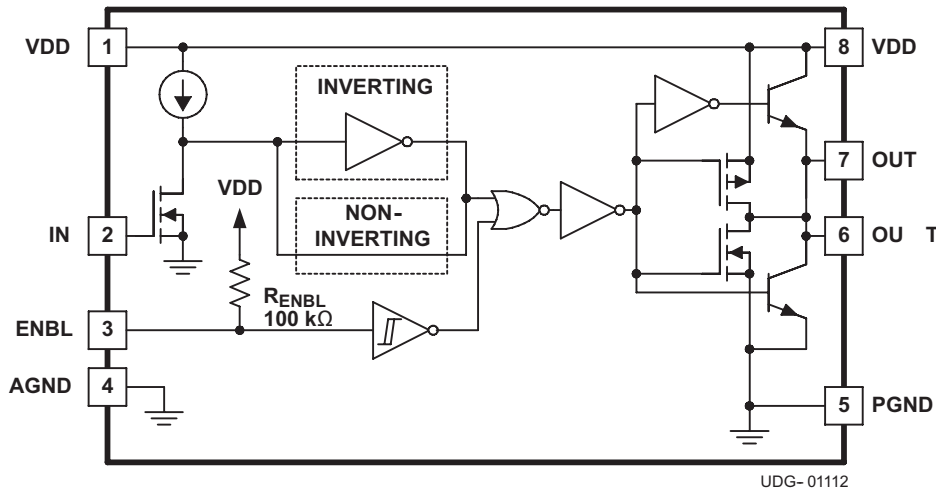 VDD 1
8 VDD
INVERTING
VDD
7 OUT
NON-
INVERTING
IN 2
6 OU T
RENBL
100 kΩ
ENBL 3
AGND 4
5 PGND
UDG-01112